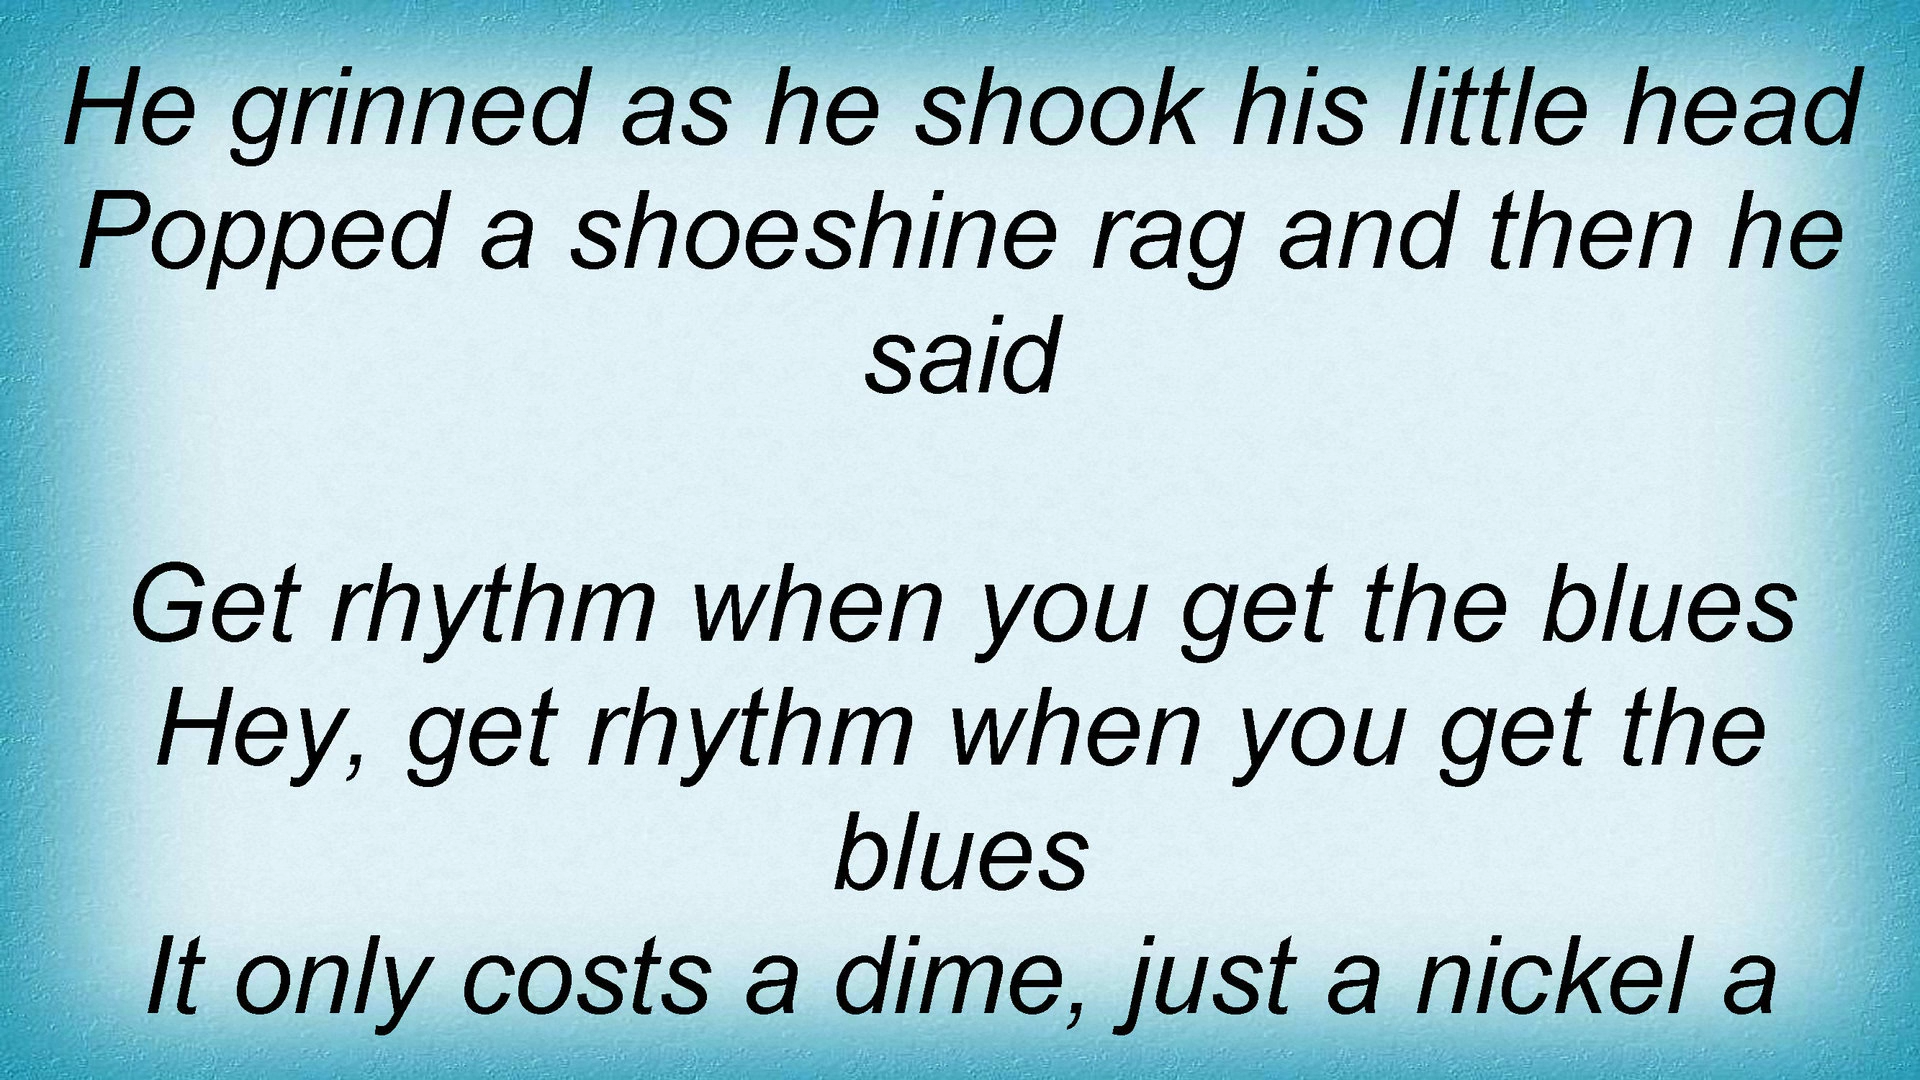 He grinned as he shook his little head
Popped a shoeshine rag and then he
said
Get rhythm when you get the blues
Hey, get rhythm when you get the
blues
It only costs a dime, just a nickel a